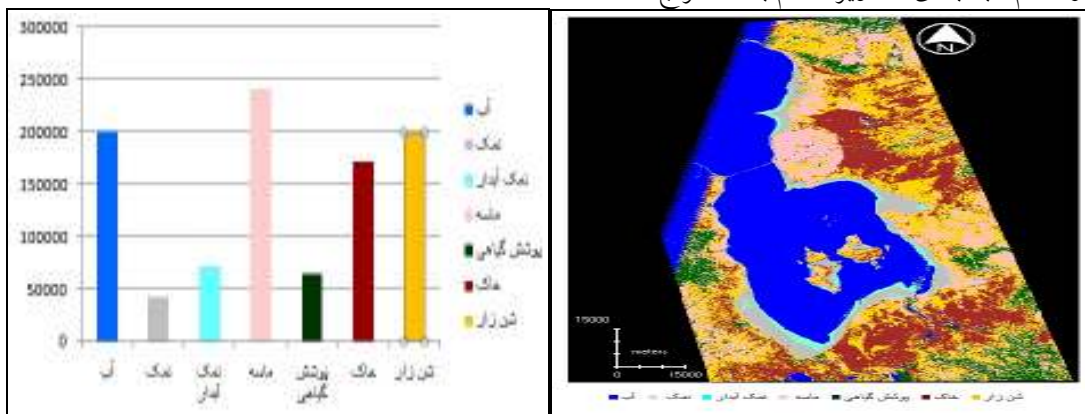 300000
250000
200000
150000
100000
50000
0
آب
نمک
نمک آبدار
ماسه
پوشش گیاهی
خاک
شن زار
آب
نمک
نمک آبدار
ماسه
پوشش گیاهی
خاک
شن زار
N
15000
meters
0 15000
آب
نمک
نمک آبدار
ماسه
پوشش گیاهی
خاک
شن زار